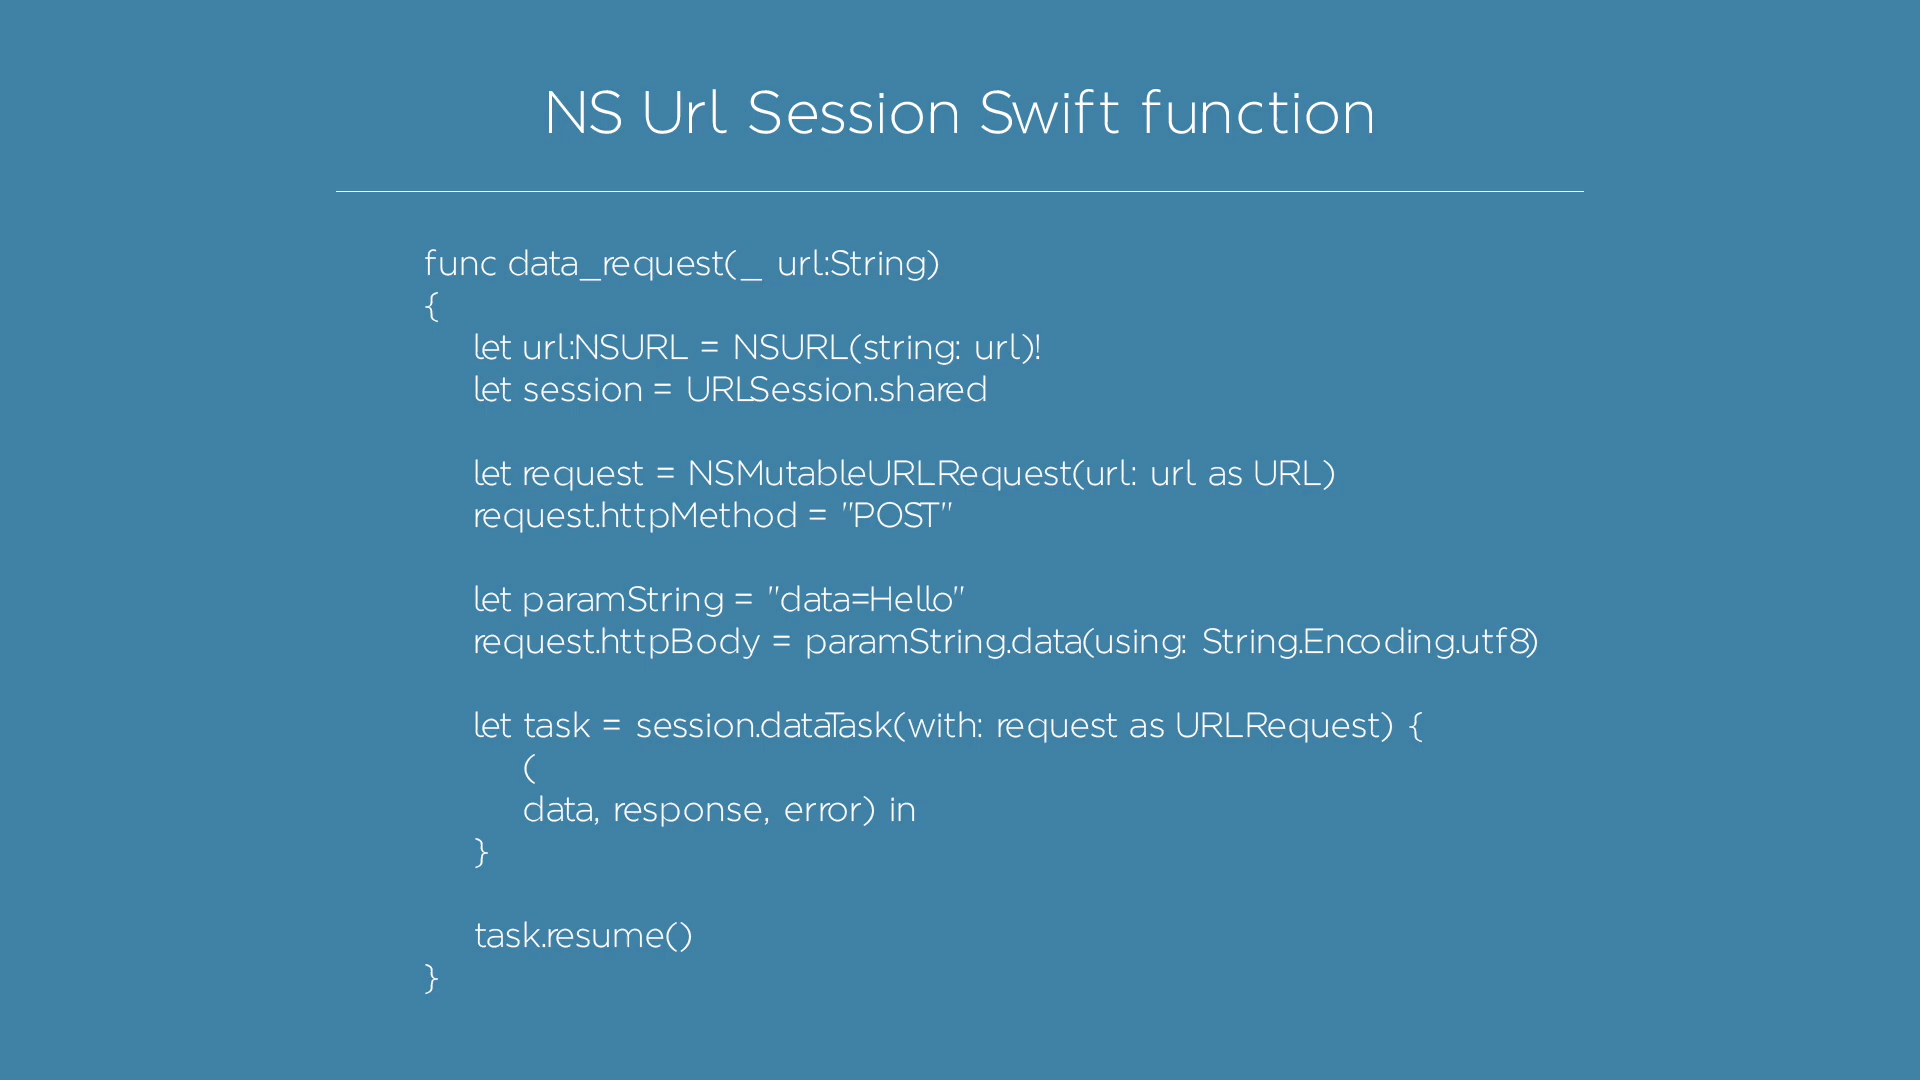 NS Url Session Swift function
func data_request(_ url:String)
{
let url:NSURL = NSURL(string: url)!
let session = URLSession.shared
let request = NSMutableURLRequest(url: url as URL)
request.httpMethod = "POST"
let paramString = "data=Hello"
request.httpBody = paramString.data(using: String.Encoding.utf8)
let task = session.dataTask(with: request as URLRequest) {
(
data, response, error) in
}
task.resume()
}